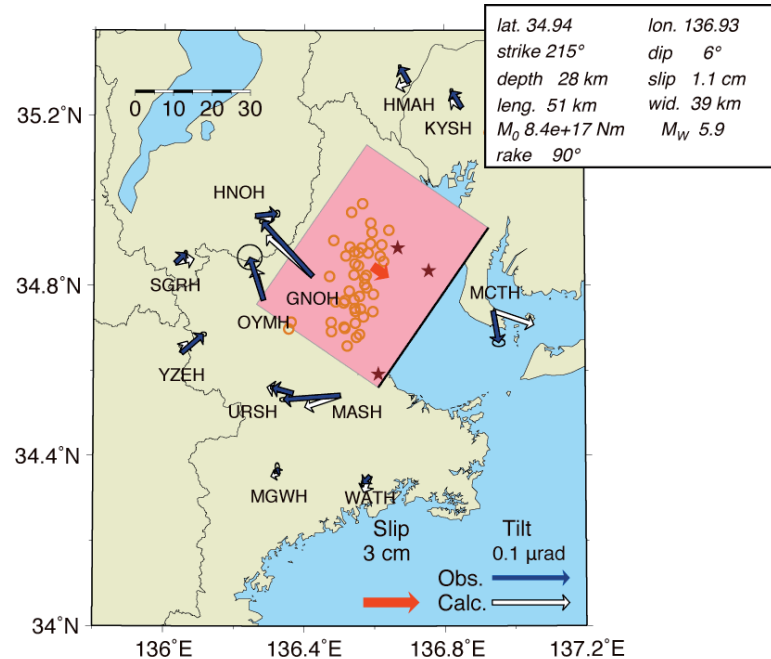 lat. 34.94 lon. 136.93
strike 215° dip 6°
depth 28 km slip 1.1 cm
leng. 51 km wid. 39 km
M0 8.4e+17 Nm MW 5.9
rake 90°
0 5 10 15 20 25 30
HMAH
KYSH
35.2˚N
HNOH
SGRH
GNOH
34.8˚N
MCTH
OYMH
YZEH
URSH
MASH
34.4˚N
MGWH
WATH
Slip Tilt
3 cm 0.1 μrad
Obs.
Calc.
34˚N
136˚E 136.4˚E 136.8˚E 137.2˚E